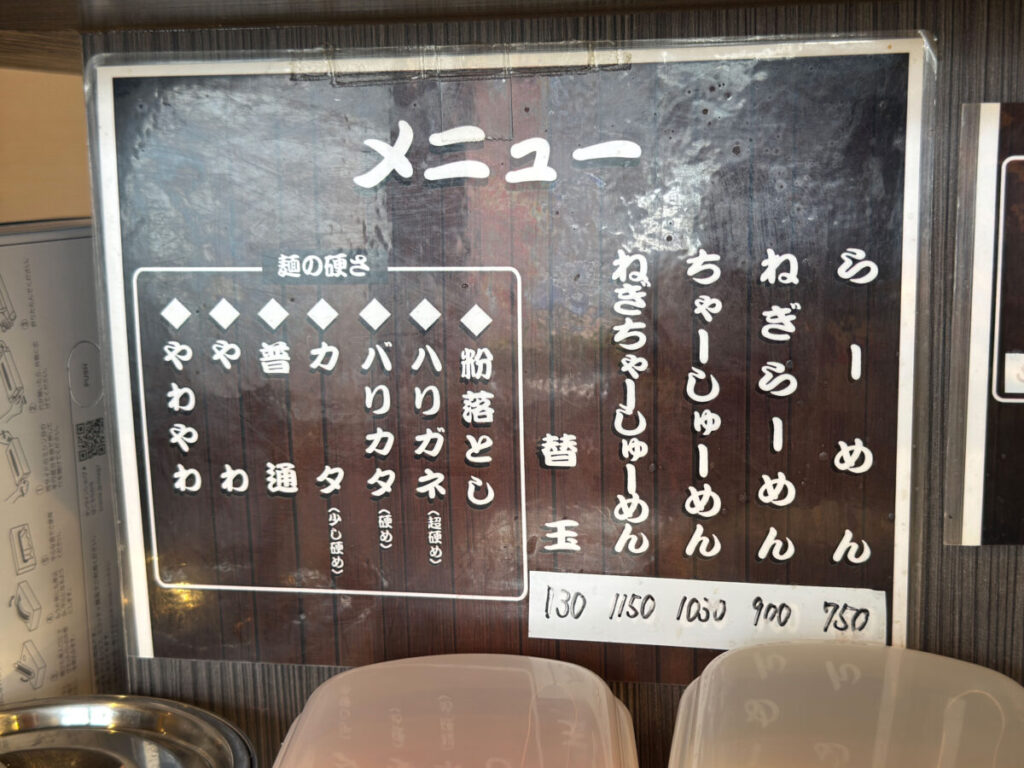 メニュー
らーめん
ねぎらーめん
ちゃーしゅーめん
ねぎちゃーしゅーめん
替玉
750
900
1050
1150
130
麺の硬さ
◆粉落とし
◆ハリガネ(超硬め)
◆バリカタ(硬め)
◆カタ(少し硬め)
◆普通
◆やわ
◆やわやわ
PUSH